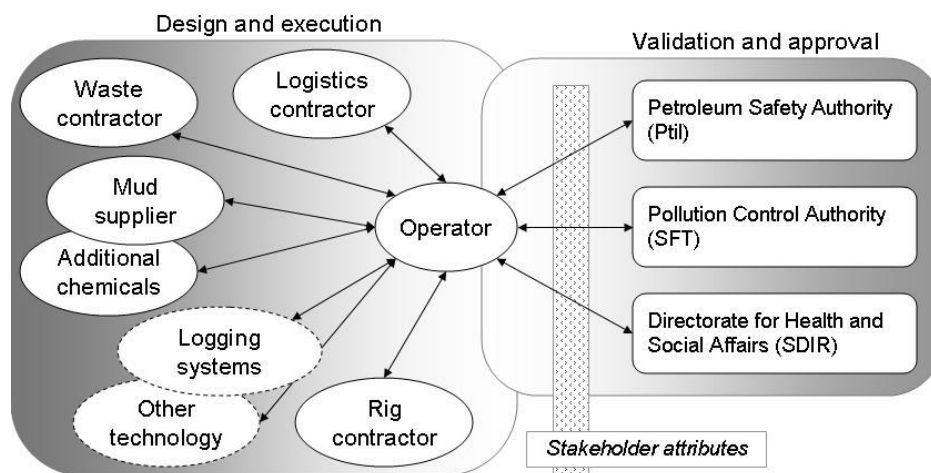 Design and execution
Validation and approval
Waste
contractor
Logistics
contractor
Mud
supplier
Additional
chemicals
Logging
systems
Other
technology
Rig
contractor
Operator
Petroleum Safety Authority
(Ptil)
Pollution Control Authority
(SFT)
Directorate for Health and
Social Affairs (SDIR)
Stakeholder attributes